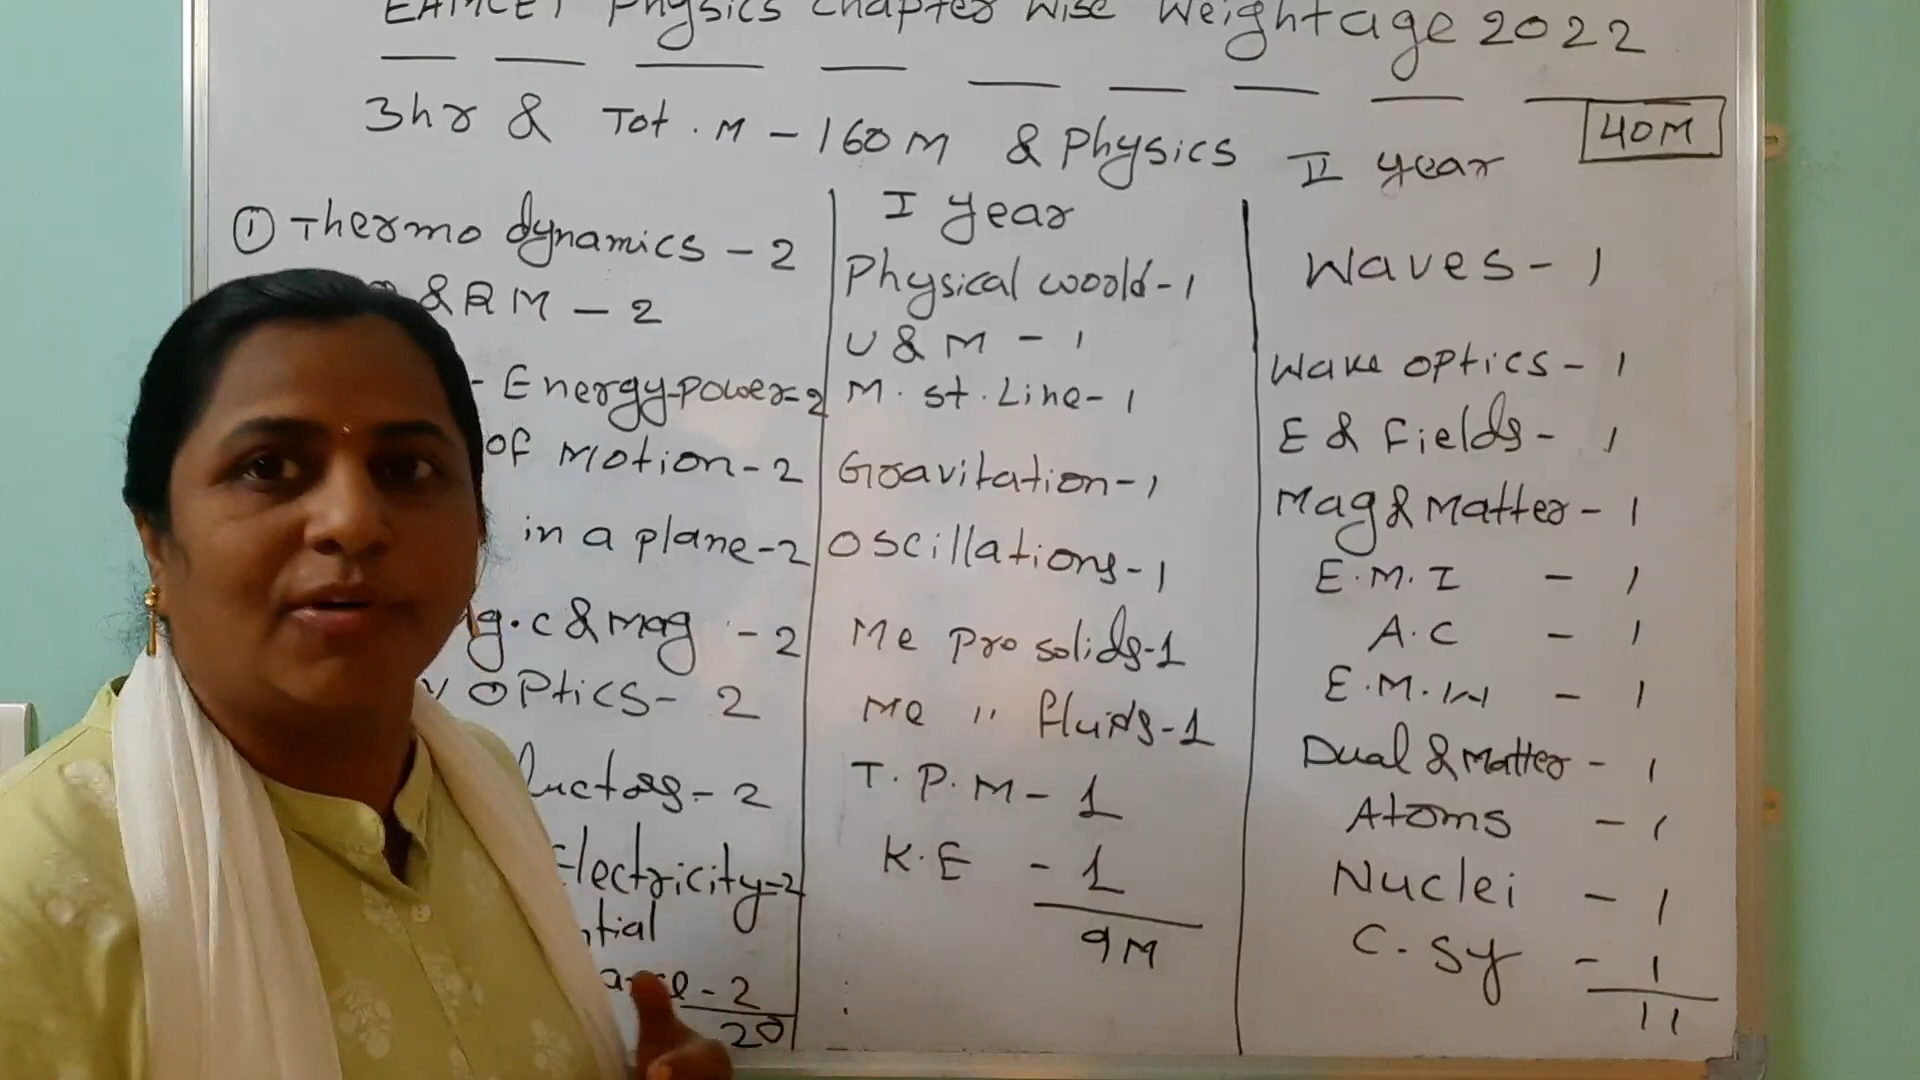 EAMCET Physics Chapter Wise Weightage 2022
3hr & Tot. M - 160M & Physics 40M
① Thermo dynamics - 2
& R M - 2
- Energy-power-2
of Motion-2
in a plane-2
g.c & Mag - 2
y Optics - 2
uctors - 2
Electricity-2
ntial
ance - 2
20
I year
Physical world-1
U & M - 1
M. st. Line-1
Gravitation-1
Oscillations-1
Me pro solids-1
Me " fluids-1
T. P. M - 1
K. E - 1
9M
II year
Waves - 1
Wave optics - 1
E & Fields - 1
Mag & Matter - 1
E.M.I - 1
A.C - 1
E.M.W - 1
Dual & Matter - 1
Atoms - 1
Nuclei - 1
C. Sy - 1
11